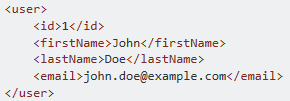 <user>
    <id>1</id>
    <firstName>John</firstName>
    <lastName>Doe</lastName>
    <email>john.doe@example.com</email>
</user>